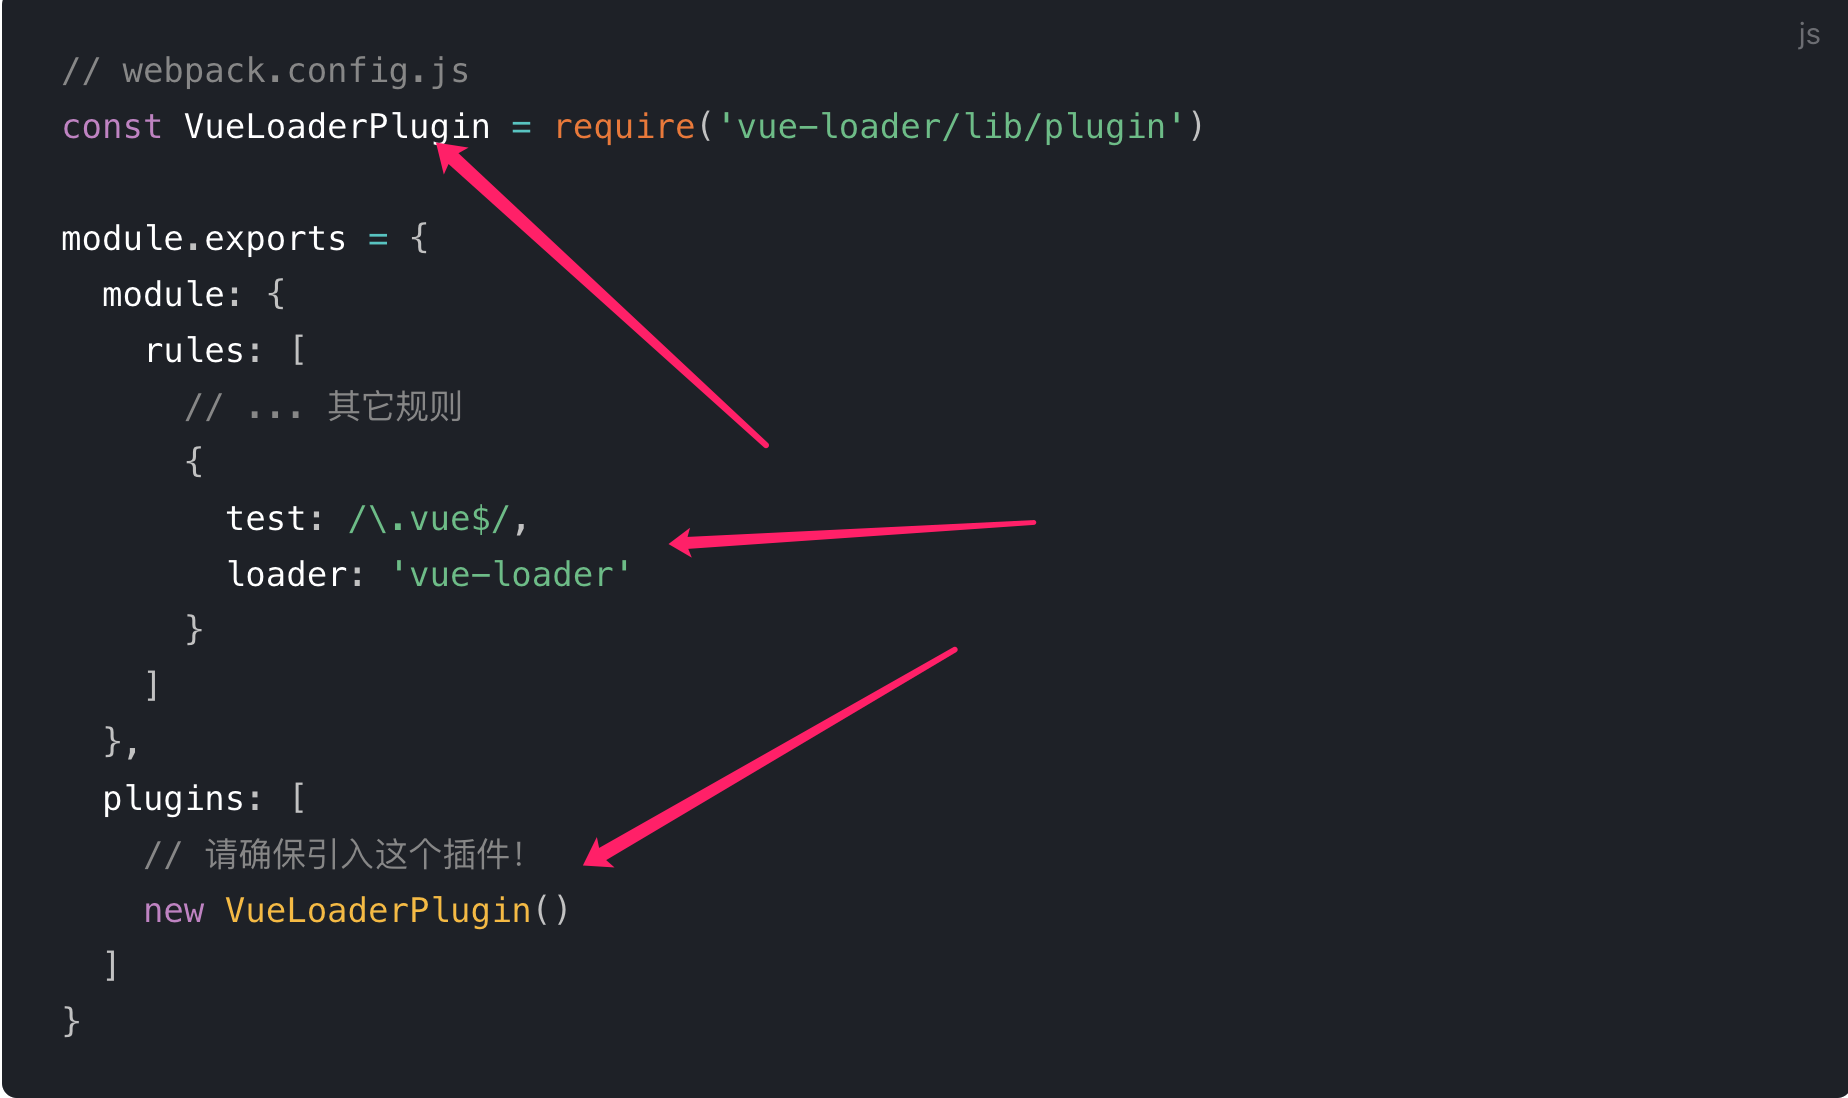 js
// webpack.config.js
const VueLoaderPlugin = require('vue-loader/lib/plugin')
module.exports = {
  module: {
    rules: [
      // ... 其它规则
      {
        test: /\.vue$/,
        loader: 'vue-loader'
      }
    ]
  },
  plugins: [
    // 请确保引入这个插件！
    new VueLoaderPlugin()
  ]
}